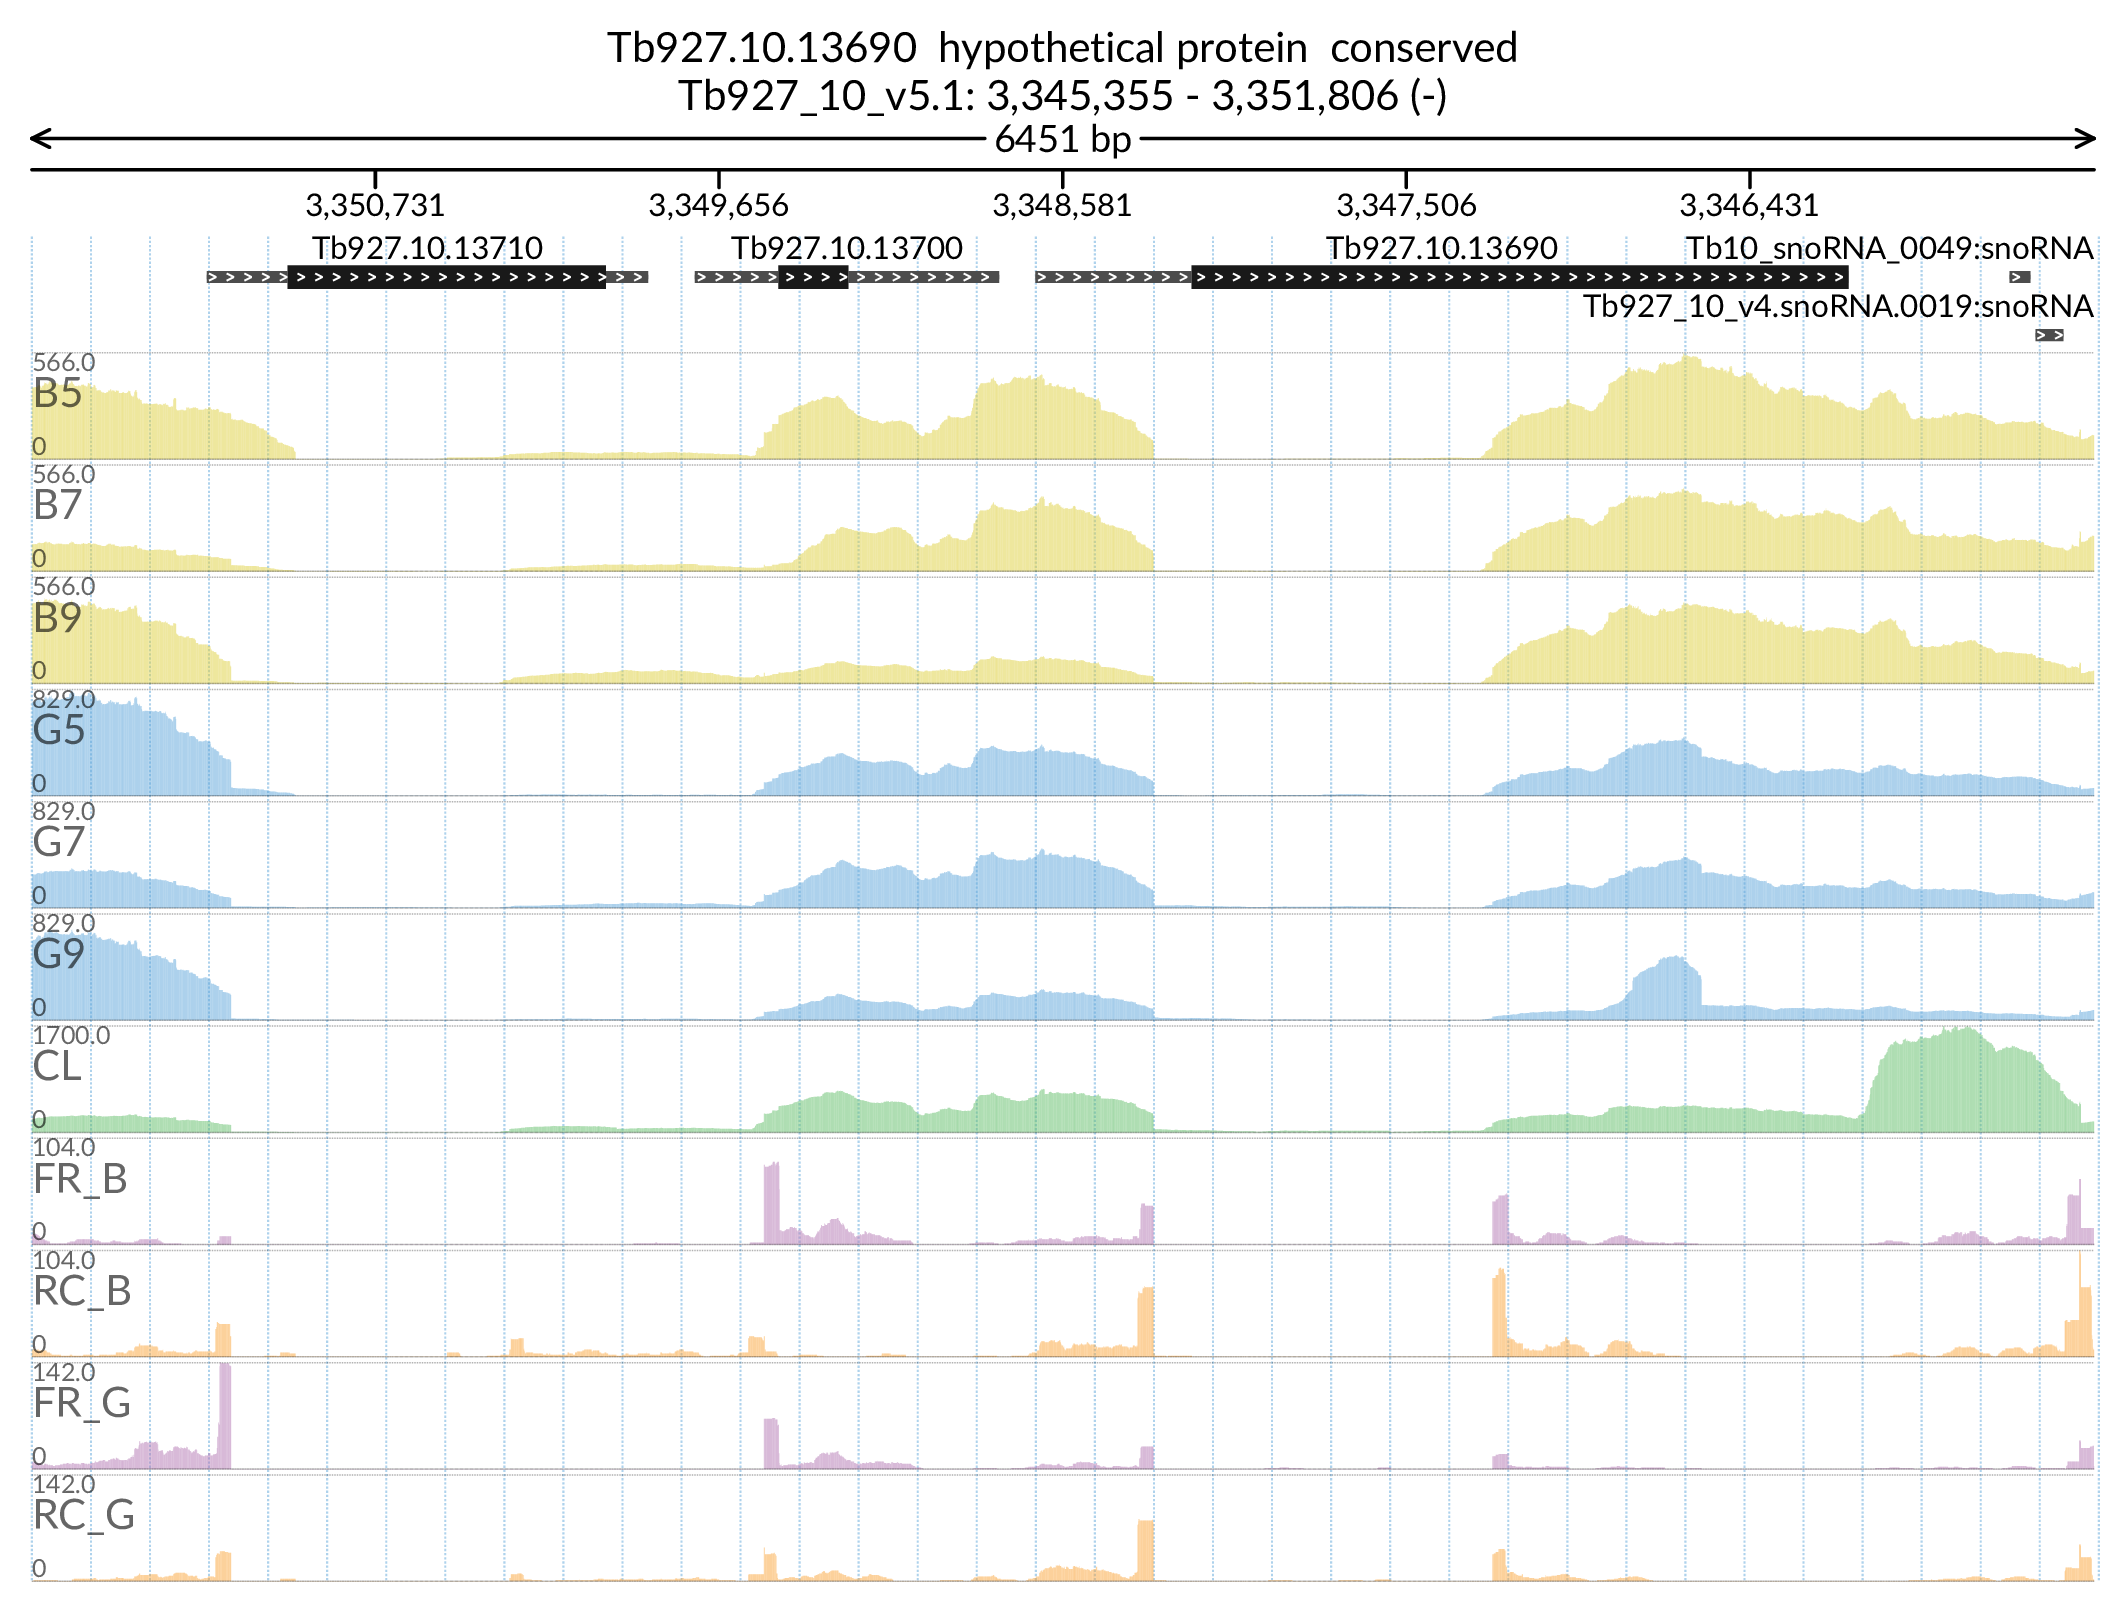 Tb927.10.13690 hypothetical protein conserved
Tb927_10_v5.1: 3,345,355 - 3,351,806 (-)
6451 bp
3,350,731 3,349,656 3,348,581 3,347,506 3,346,431
Tb927.10.13710 Tb927.10.13700 Tb927.10.13690 Tb10_snoRNA_0049:snoRNA
Tb927_10_v4.snoRNA.0019:snoRNA
566.0
B5
0
566.0
B7
0
566.0
B9
0
829.0
G5
0
829.0
G7
0
829.0
G9
0
1700.0
CL
0
104.0
FR_B
0
104.0
RC_B
0
142.0
FR_G
0
142.0
RC_G
0